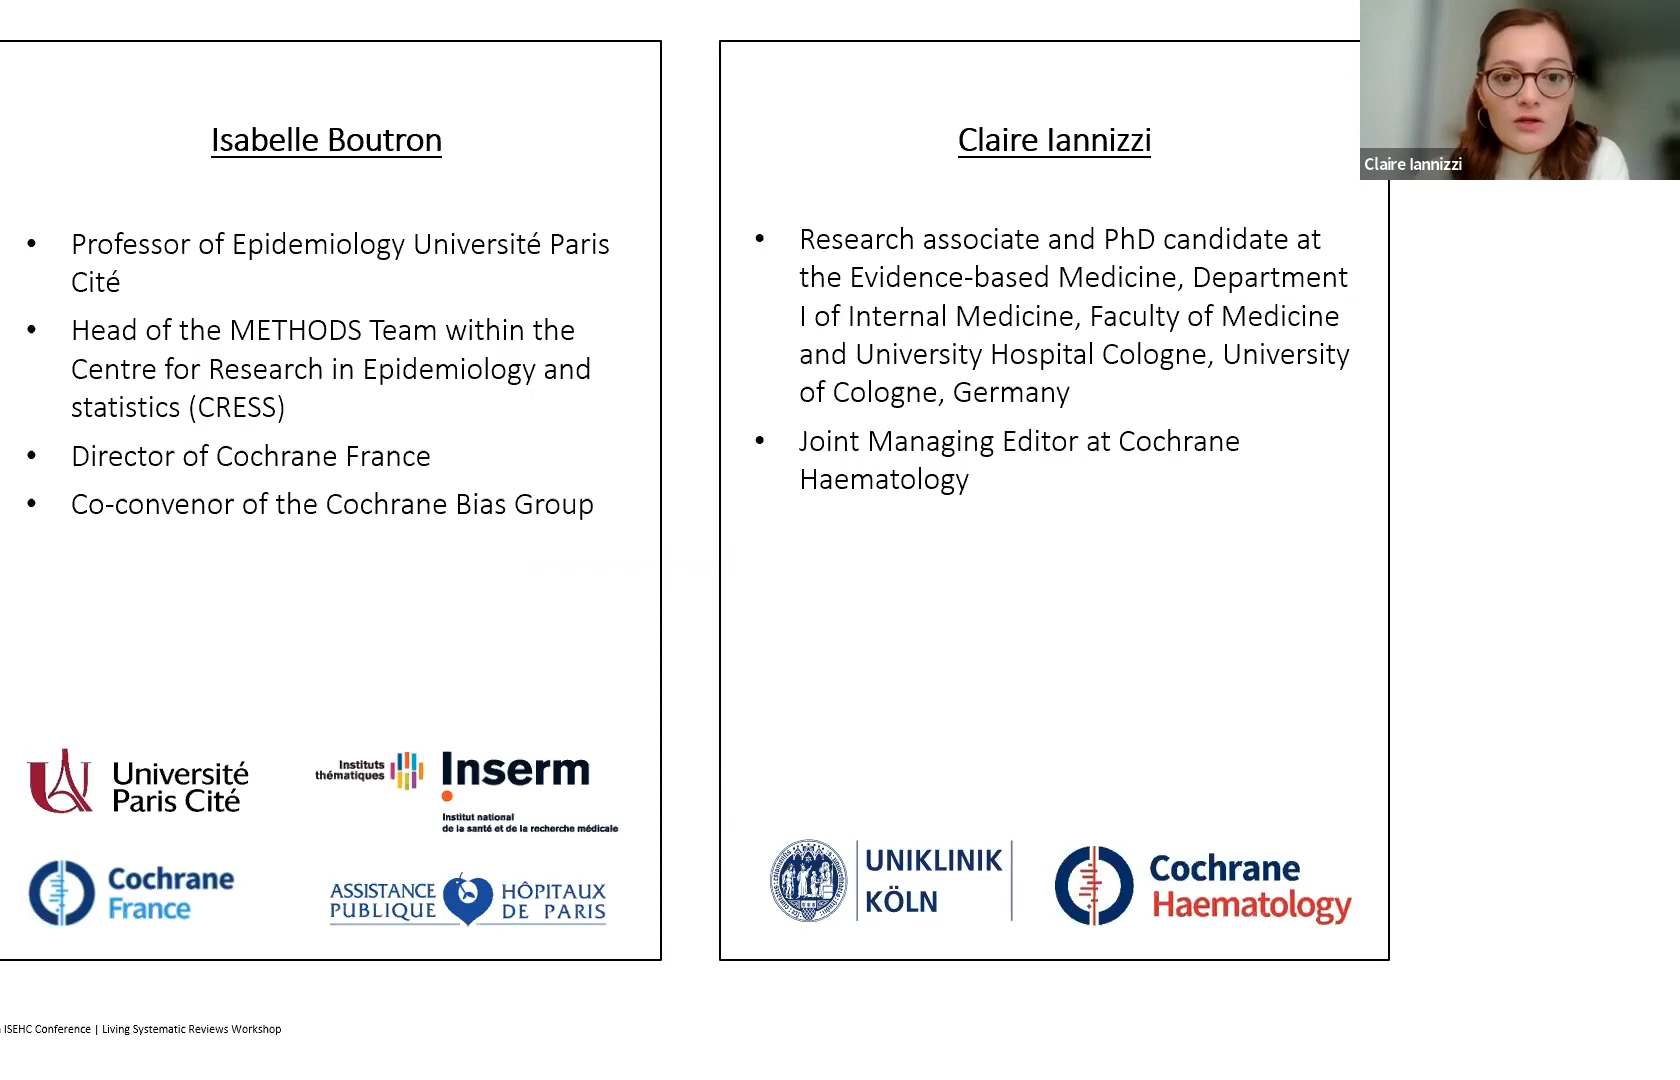 Isabelle Boutron
• Professor of Epidemiology Université Paris
Cité
• Head of the METHODS Team within the
Centre for Research in Epidemiology and
statistics (CRESS)
• Director of Cochrane France
• Co-convenor of the Cochrane Bias Group
Université
Paris Cité
Instituts
thématiques
Inserm
Institut national
de la santé et de la recherche médicale
Cochrane
France
ASSISTANCE
PUBLIQUE
HÔPITAUX
DE PARIS
Claire Iannizzi
• Research associate and PhD candidate at
the Evidence-based Medicine, Department
I of Internal Medicine, Faculty of Medicine
and University Hospital Cologne, University
of Cologne, Germany
• Joint Managing Editor at Cochrane
Haematology
UNIKLINIK
KÖLN
Cochrane
Haematology
Claire Iannizzi
ISEHC Conference | Living Systematic Reviews Workshop